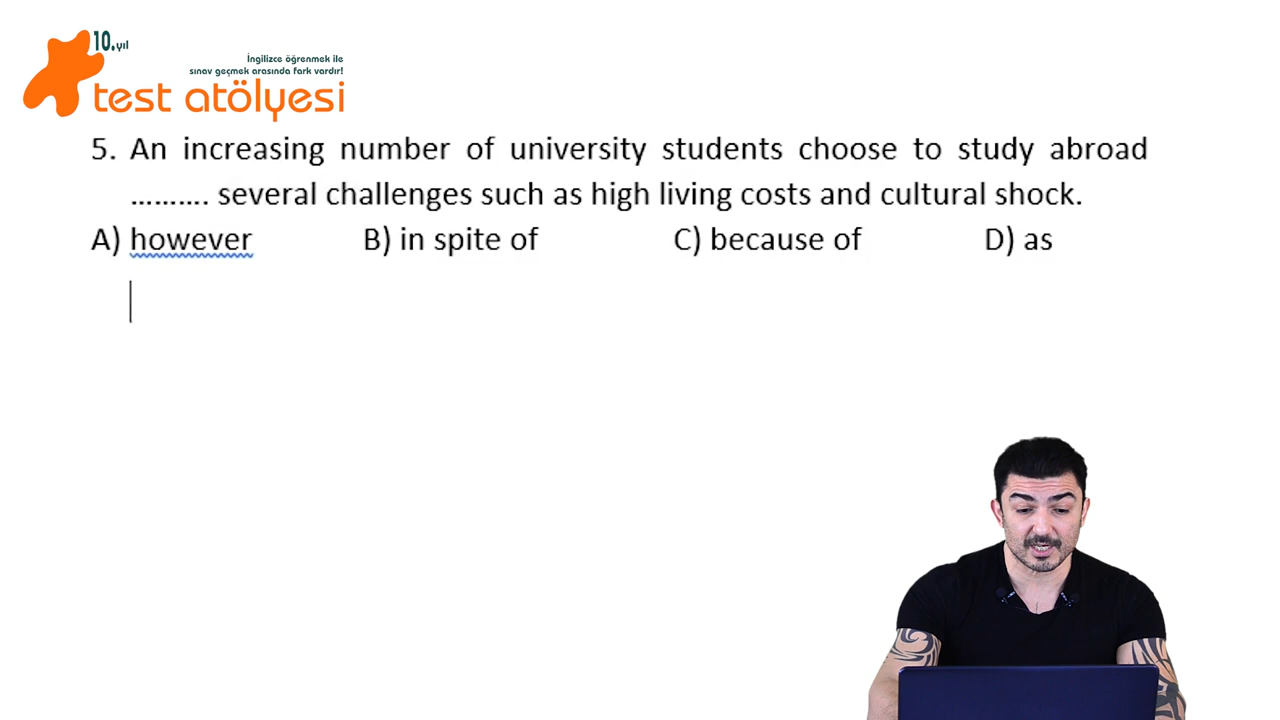 10.yıl
İngilizce öğrenmek ile
sınav geçmek arasında fark vardır!
test atölyesi
5. An increasing number of university students choose to study abroad
.......... several challenges such as high living costs and cultural shock.
A) however B) in spite of C) because of D) as